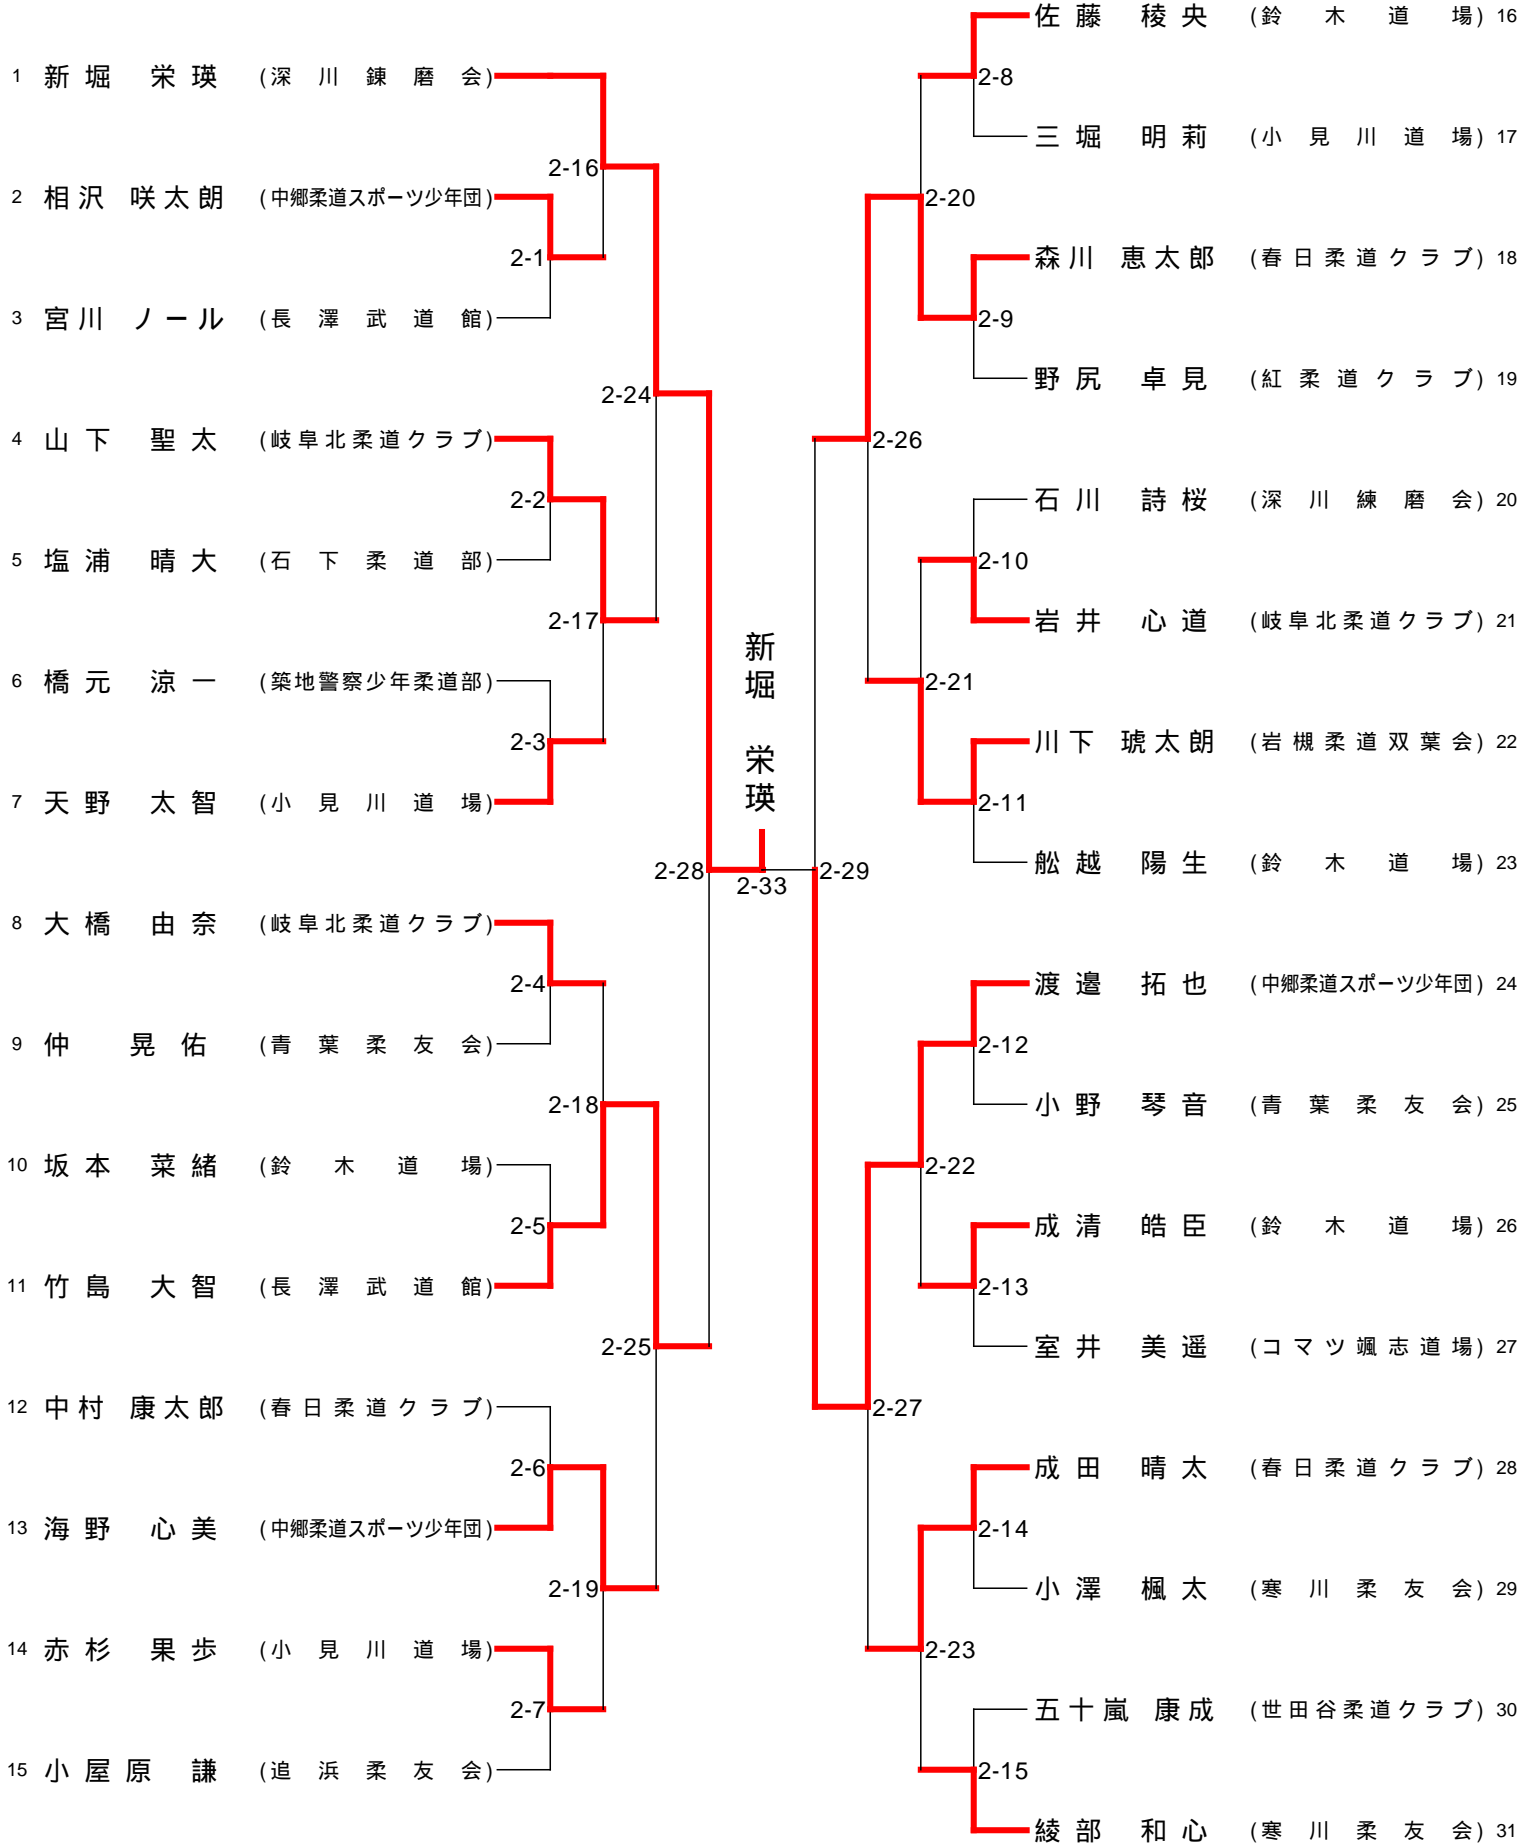 1 新堀 栄瑛 (深川錬磨会)
2-16
2 相沢 咲太朗 (中郷柔道スポーツ少年団)
2-1
3 宮川 ノール (長澤武道館)
2-24
4 山下 聖太 (岐阜北柔道クラブ)
2-2
5 塩浦 晴大 (石下柔道部)
2-17
6 橋元 涼一 (築地警察少年柔道部)
2-3
7 天野 太智 (小見川道場)
2-28
8 大橋 由奈 (岐阜北柔道クラブ)
2-4
9 仲 晃佑 (青葉柔友会)
2-18
10 坂本 菜緒 (鈴木道場)
2-5
11 竹島 大智 (長澤武道館)
2-25
12 中村 康太郎 (春日柔道クラブ)
2-6
13 海野 心美 (中郷柔道スポーツ少年団)
2-19
14 赤杉 果歩 (小見川道場)
2-7
15 小屋原 謙 (追浜柔友会)
新堀 栄瑛
2-33
佐藤 稜央 (鈴木道場) 16
2-8
三堀 明莉 (小見川道場) 17
2-20
森川 恵太郎 (春日柔道クラブ) 18
2-9
野尻 卓見 (紅柔道クラブ) 19
2-26
石川 詩桜 (深川練磨会) 20
2-10
岩井 心道 (岐阜北柔道クラブ) 21
2-21
川下 琥太朗 (岩槻柔道双葉会) 22
2-11
舩越 陽生 (鈴木道場) 23
2-29
渡邉 拓也 (中郷柔道スポーツ少年団) 24
2-12
小野 琴音 (青葉柔友会) 25
2-22
成清 皓臣 (鈴木道場) 26
2-13
室井 美遥 (コマツ颯志道場) 27
2-27
成田 晴太 (春日柔道クラブ) 28
2-14
小澤 楓太 (寒川柔友会) 29
2-23
五十嵐 康成 (世田谷柔道クラブ) 30
2-15
綾部 和心 (寒川柔友会) 31